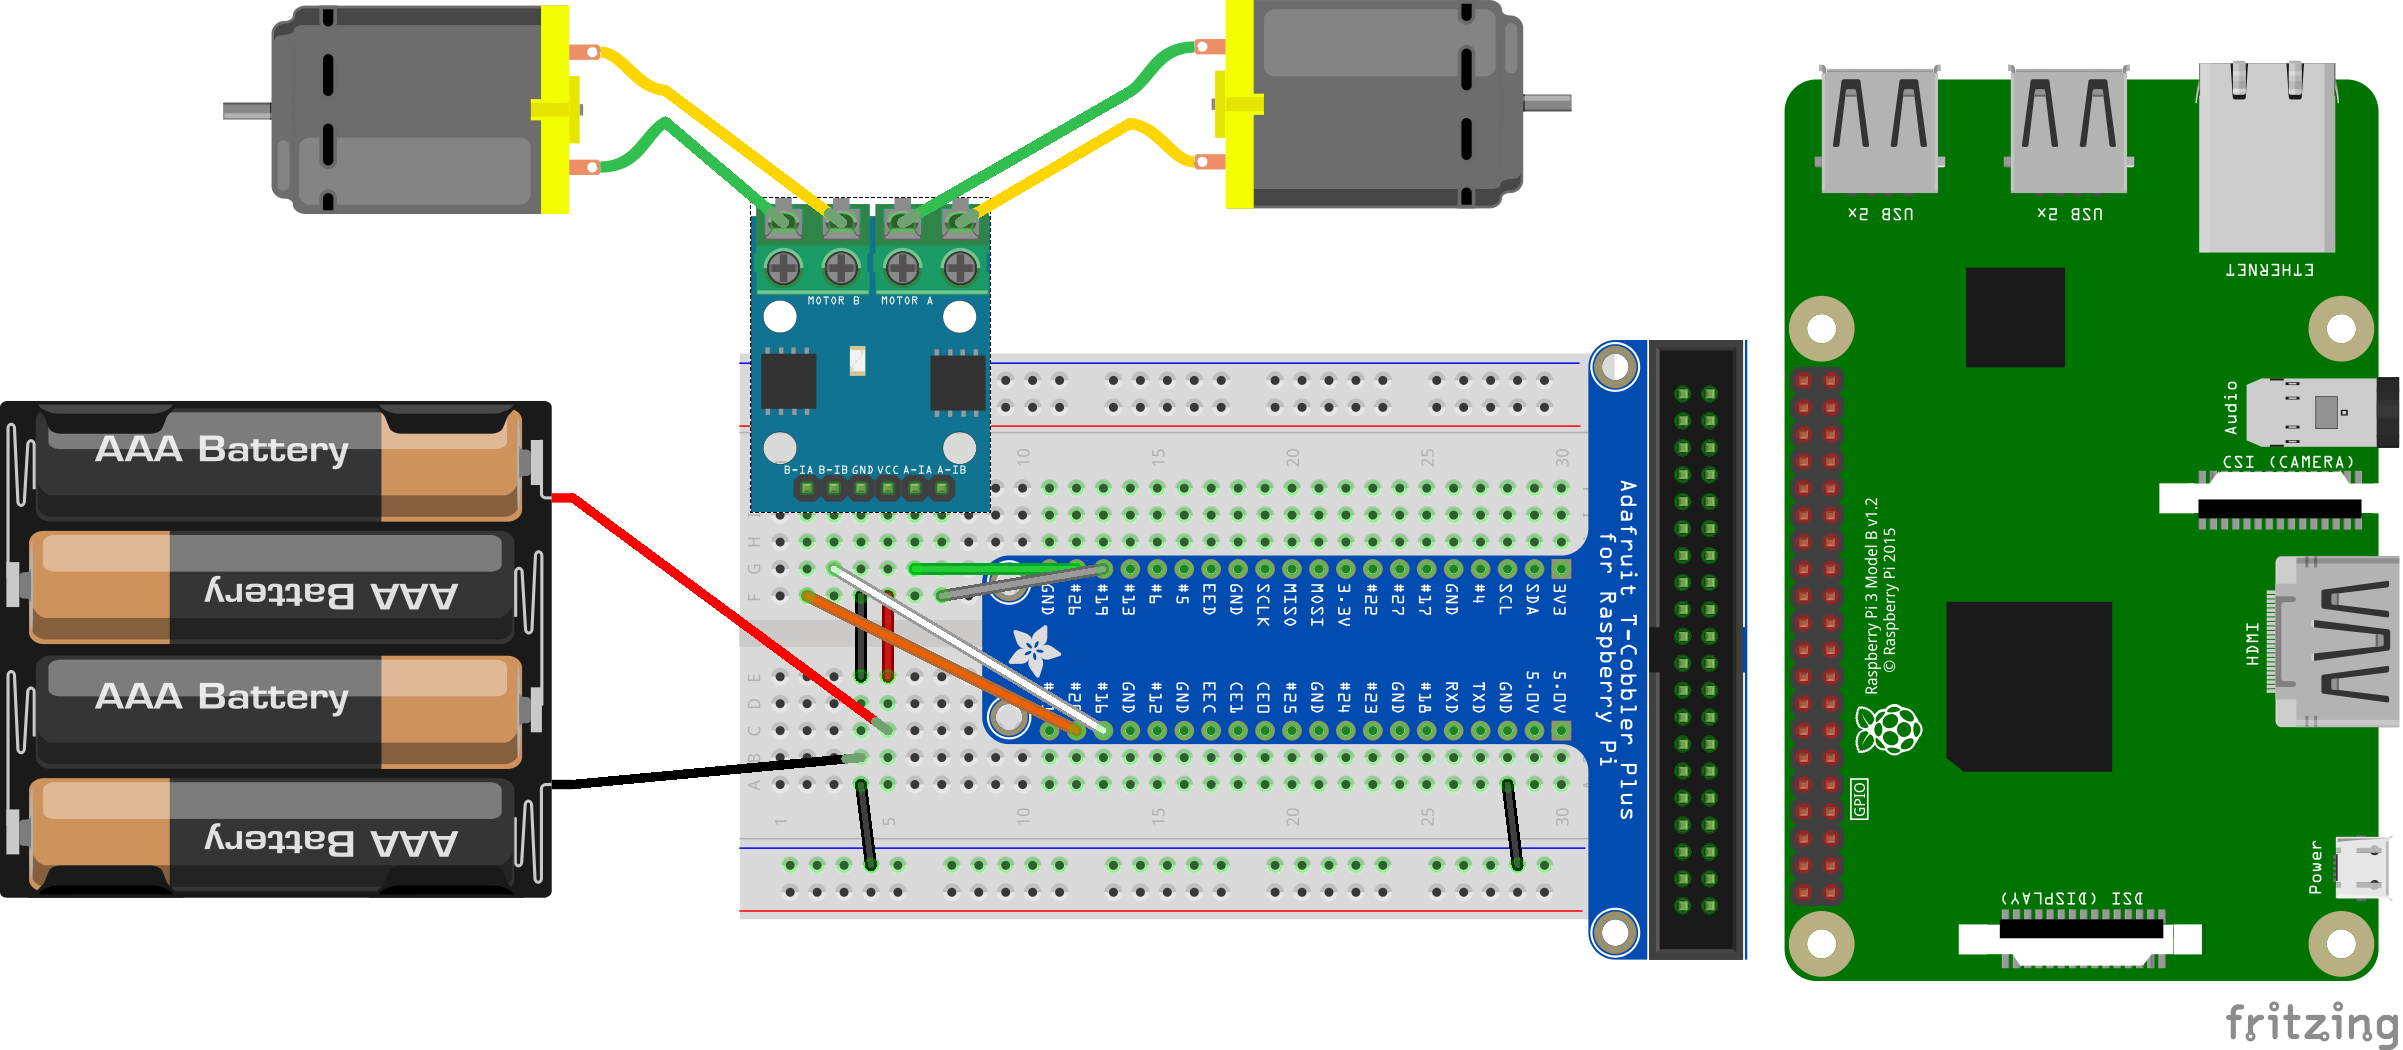 USB 2x
USB 2x
ETHERNET
MOTOR B
MOTOR A
B-IA
B-IB
GND
VCC
A-IA
A-IB
AAA Battery
AAA Battery
AAA Battery
AAA Battery
10
15
20
25
30
H
G
F
E
D
C
B
A
1
5
10
15
20
25
30
GND
#26
#19
#13
#6
#5
EED
GND
SCLK
MISO
MOSI
3.3V
#22
#27
#17
GND
#4
SCL
SDA
3V3
#16
GND
#12
GND
EEC
CE1
CE0
#25
GND
#24
#23
GND
#18
RXD
TXD
GND
5.0V
5.0V
Adafruit T-Cobbler Plus
for Raspberry Pi
Audio
CSI (CAMERA)
Raspberry Pi 3 Model B v1.2
© Raspberry Pi 2015
HDMI
GPIO
Power
DSI (DISPLAY)
fritzing